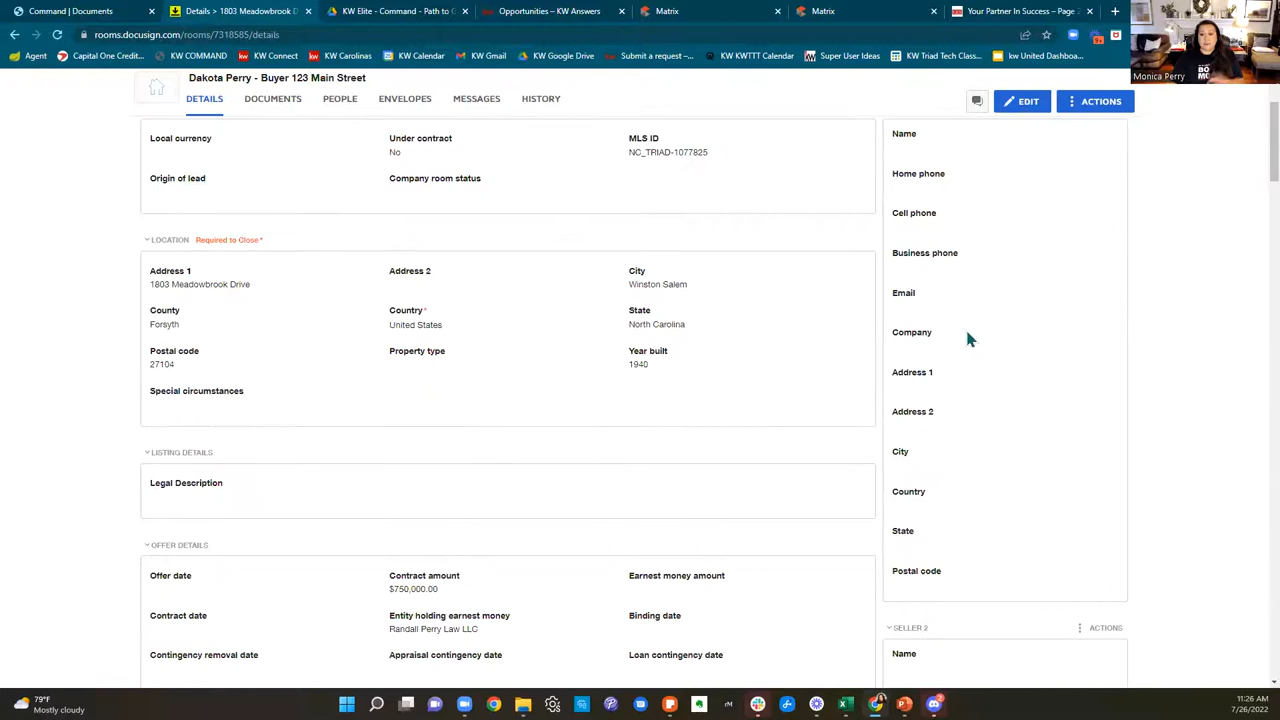 Command | Documents
Details > 1803 Meadowbrook D
KW Elite - Command - Path to G
Opportunities – KW Answers
Matrix
Matrix
Your Partner In Success – Page 2
rooms.docusign.com/rooms/7318585/details
Agent
Capital One Credit...
KW COMMAND
KW Connect
KW Carolinas
KW Calendar
KW Gmail
KW Google Drive
Submit a request –...
KW KWTTT Calendar
Super User Ideas
KW Triad Tech Class...
kw United Dashboa...
Monica Perry
Dakota Perry - Buyer 123 Main Street
DETAILS DOCUMENTS PEOPLE ENVELOPES MESSAGES HISTORY
EDIT
ACTIONS
Local currency
Under contract
No
MLS ID
NC_TRIAD-1077825
Origin of lead
Company room status
LOCATION Required to Close *
Address 1
1803 Meadowbrook Drive
Address 2
City
Winston Salem
County
Forsyth
Country*
United States
State
North Carolina
Postal code
27104
Property type
Year built
1940
Special circumstances
LISTING DETAILS
Legal Description
OFFER DETAILS
Offer date
Contract amount
$750,000.00
Earnest money amount
Contract date
Entity holding earnest money
Randall Perry Law LLC
Binding date
Contingency removal date
Appraisal contingency date
Loan contingency date
Name
Home phone
Cell phone
Business phone
Email
Company
Address 1
Address 2
City
Country
State
Postal code
SELLER 2
ACTIONS
Name
79°F
Mostly cloudy
11:26 AM
7/26/2022